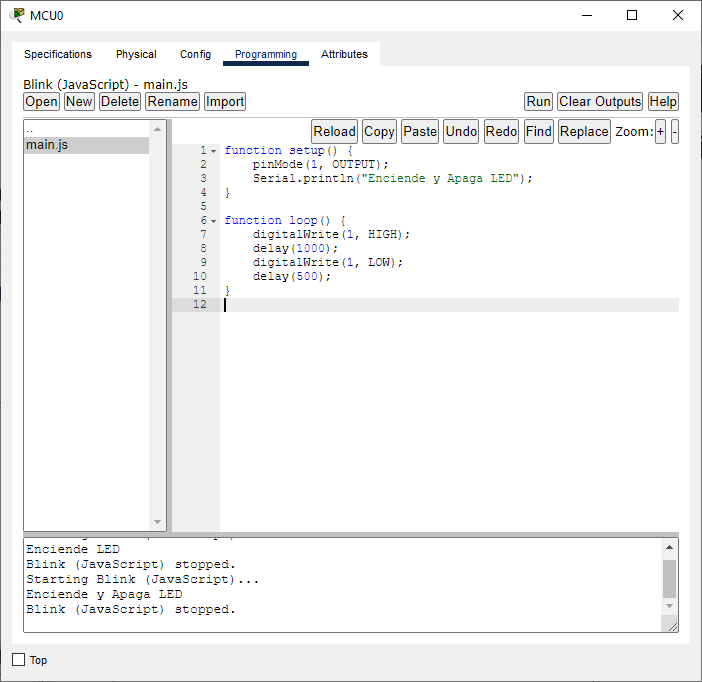 MCU0
Specifications Physical Config Programming Attributes
Blink (JavaScript) - main.js
Open New Delete Rename Import Run Clear Outputs Help
Reload Copy Paste Undo Redo Find Replace Zoom: + -
..
main.js
1 function setup() {
2 pinMode(1, OUTPUT);
3 Serial.println("Enciende y Apaga LED");
4 }
5
6 function loop() {
7 digitalWrite(1, HIGH);
8 delay(1000);
9 digitalWrite(1, LOW);
10 delay(500);
11 }
12
Enciende LED
Blink (JavaScript) stopped.
Starting Blink (JavaScript)...
Enciende y Apaga LED
Blink (JavaScript) stopped.
Top